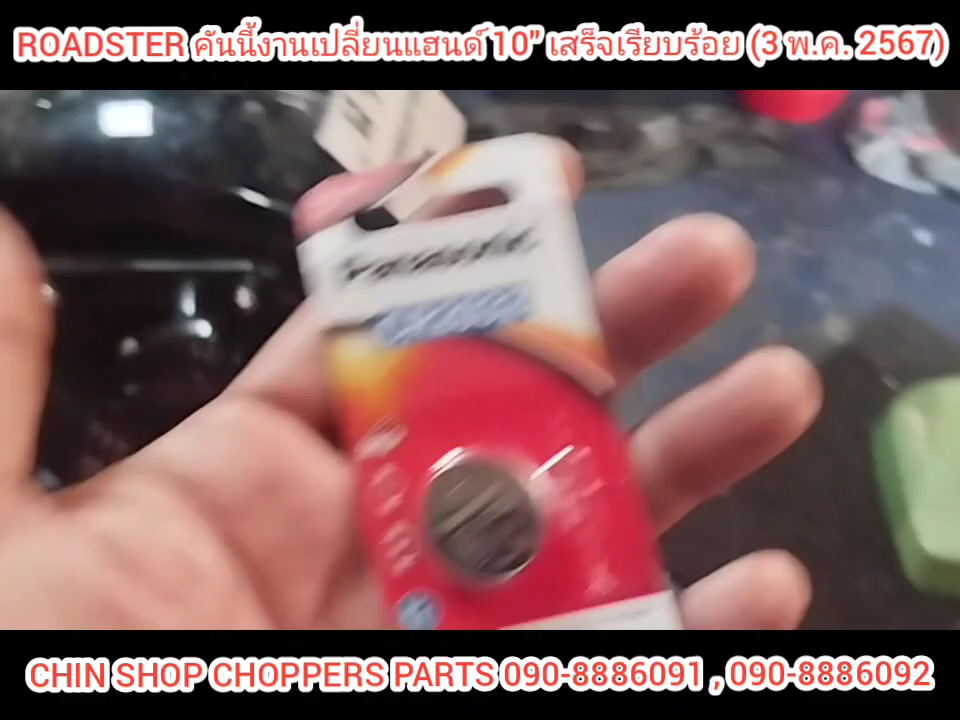 ROADSTER คันนี้งานเปลี่ยนแฮนด์ 10" เสร็จเรียบร้อย (3 พ.ค. 2567)
Panasonic
CHIN SHOP CHOPPERS PARTS 090-8886091 , 090-8886092